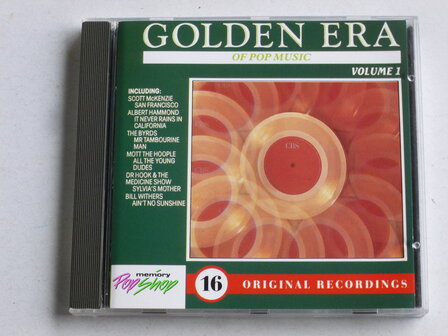 GOLDEN ERA
OF POP MUSIC
VOLUME 1
INCLUDING:
SCOTT McKENZIE
SAN FRANCISCO
ALBERT HAMMOND
IT NEVER RAINS IN
CALIFORNIA
THE BYRDS
MR TAMBOURINE
MAN
MOTT THE HOOPLE
ALL THE YOUNG
DUDES
DR HOOK & THE
MEDICINE SHOW
SYLVIA'S MOTHER
BILL WITHERS
AIN'T NO SUNSHINE
CBS
memory
Pop Shop
16 ORIGINAL RECORDINGS